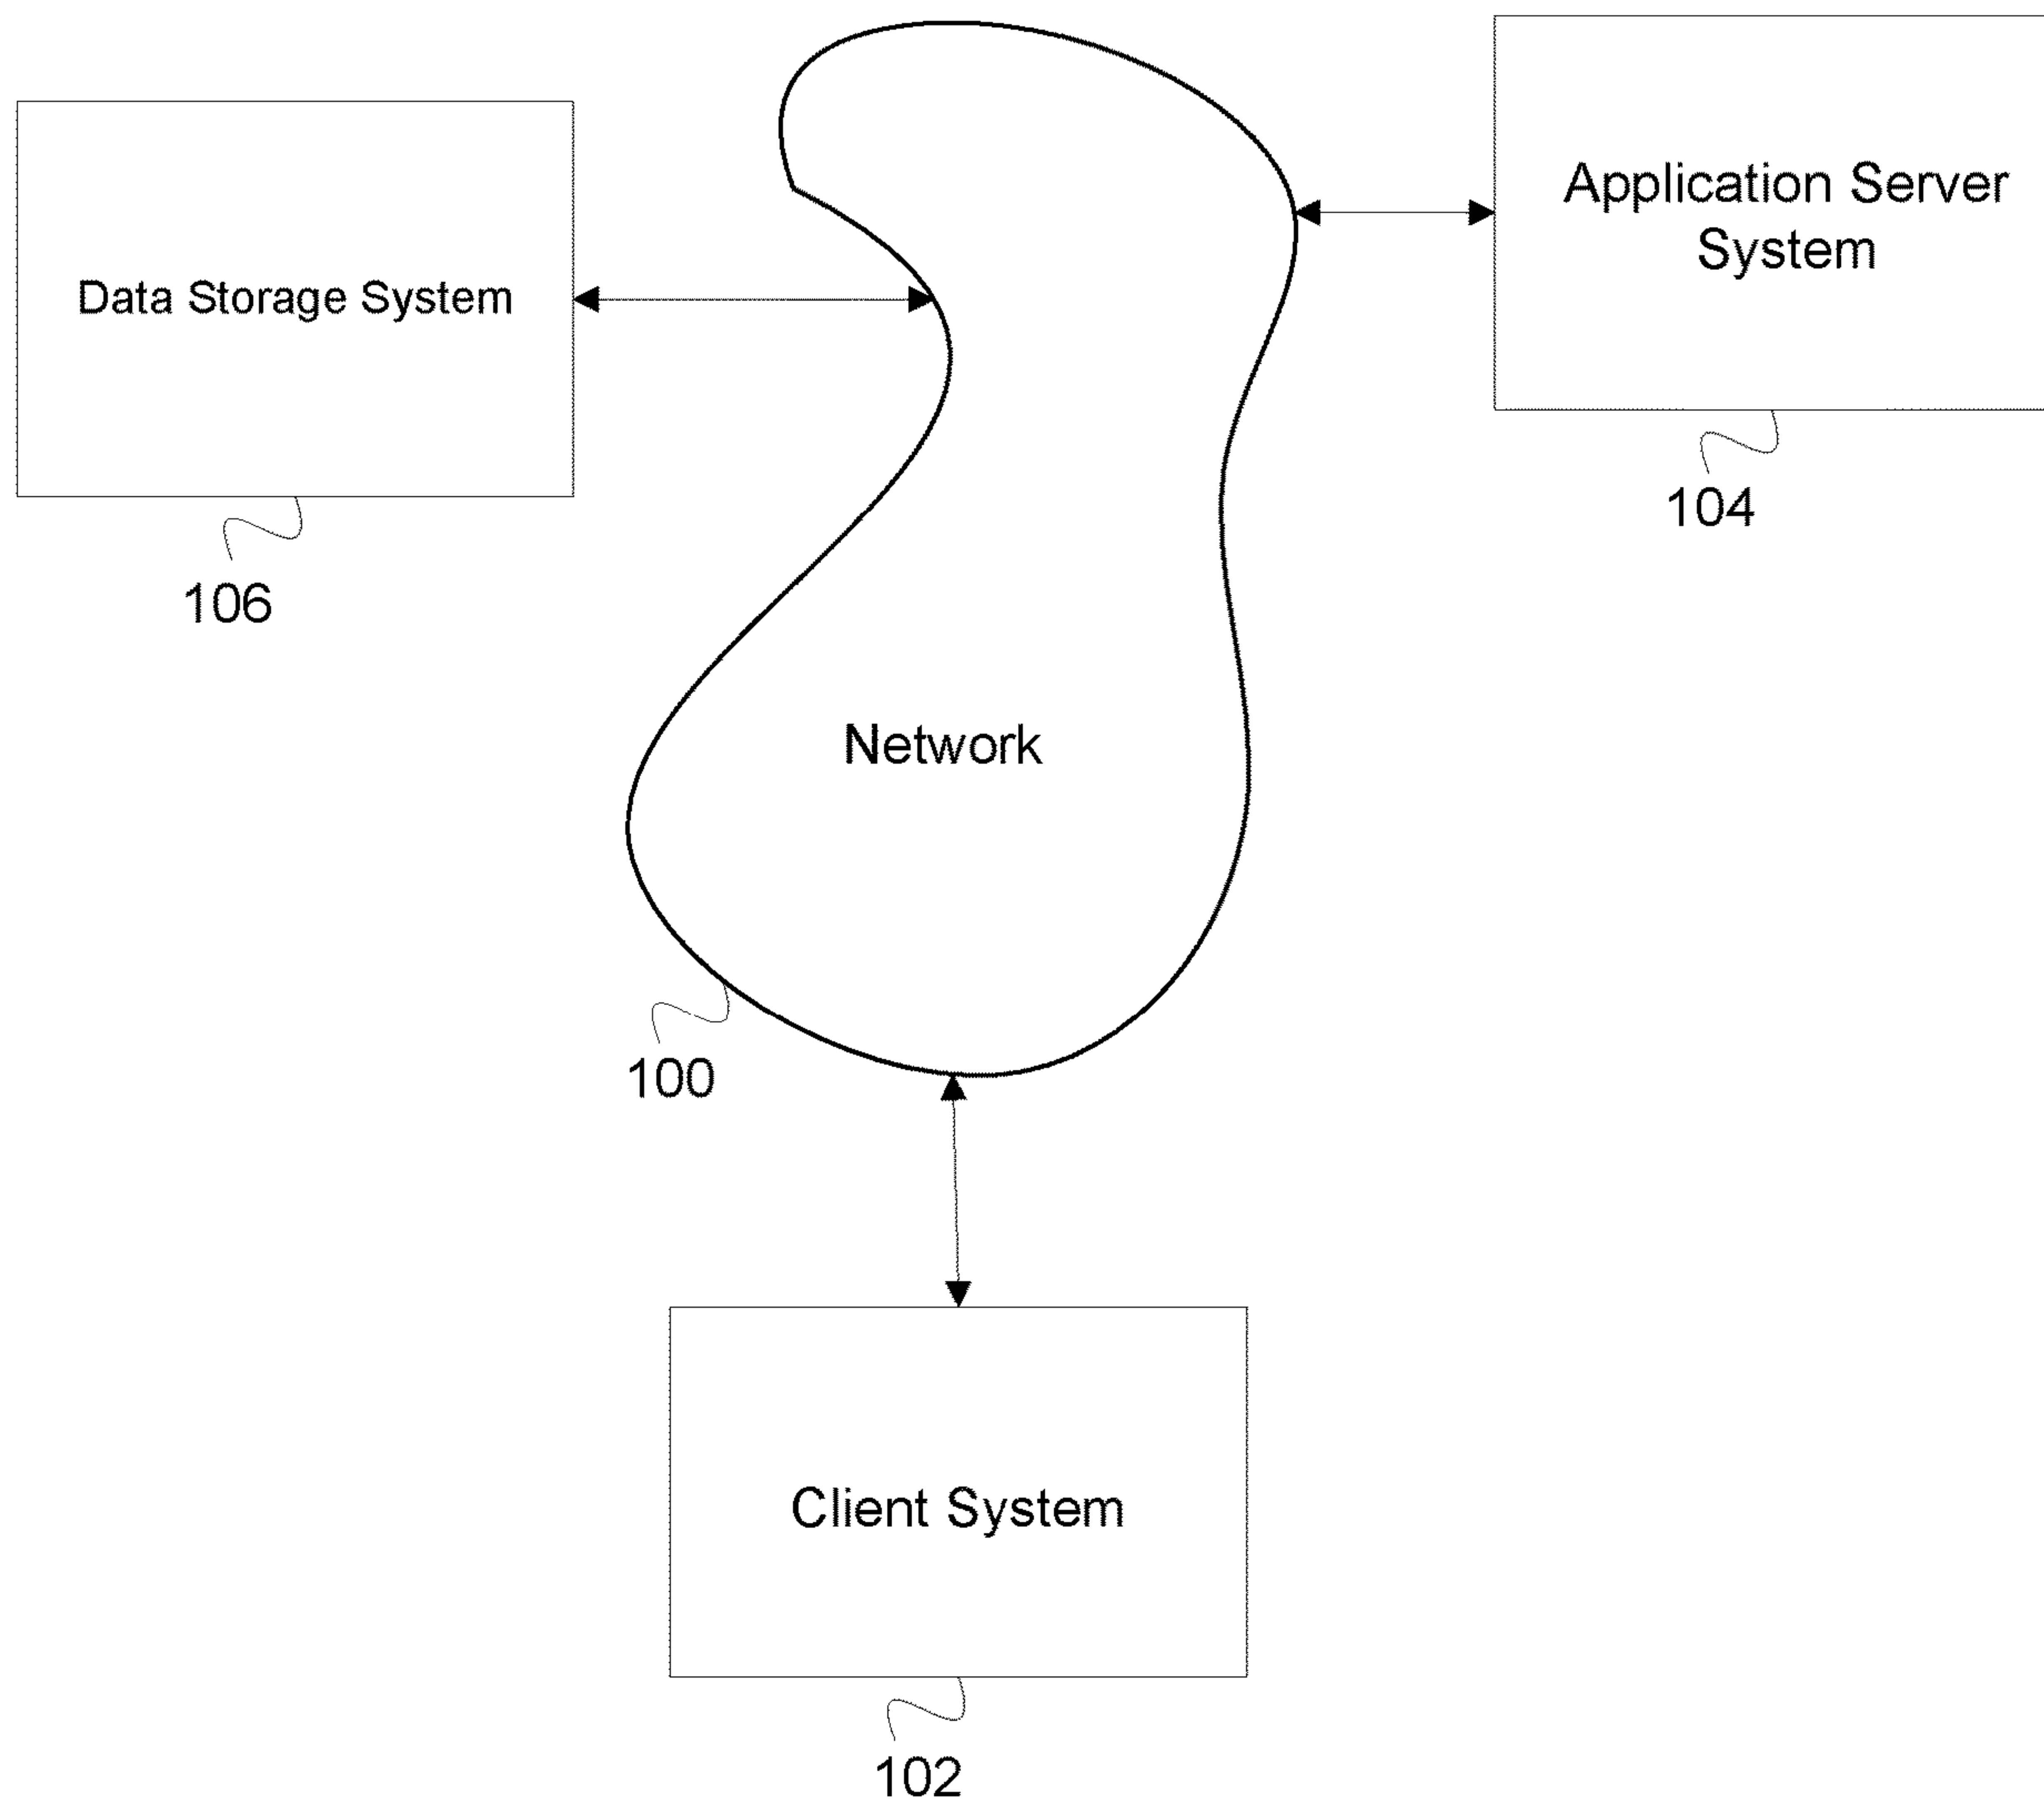 Application Server
System
Data Storage System
104
106
Network
100
Client System
102